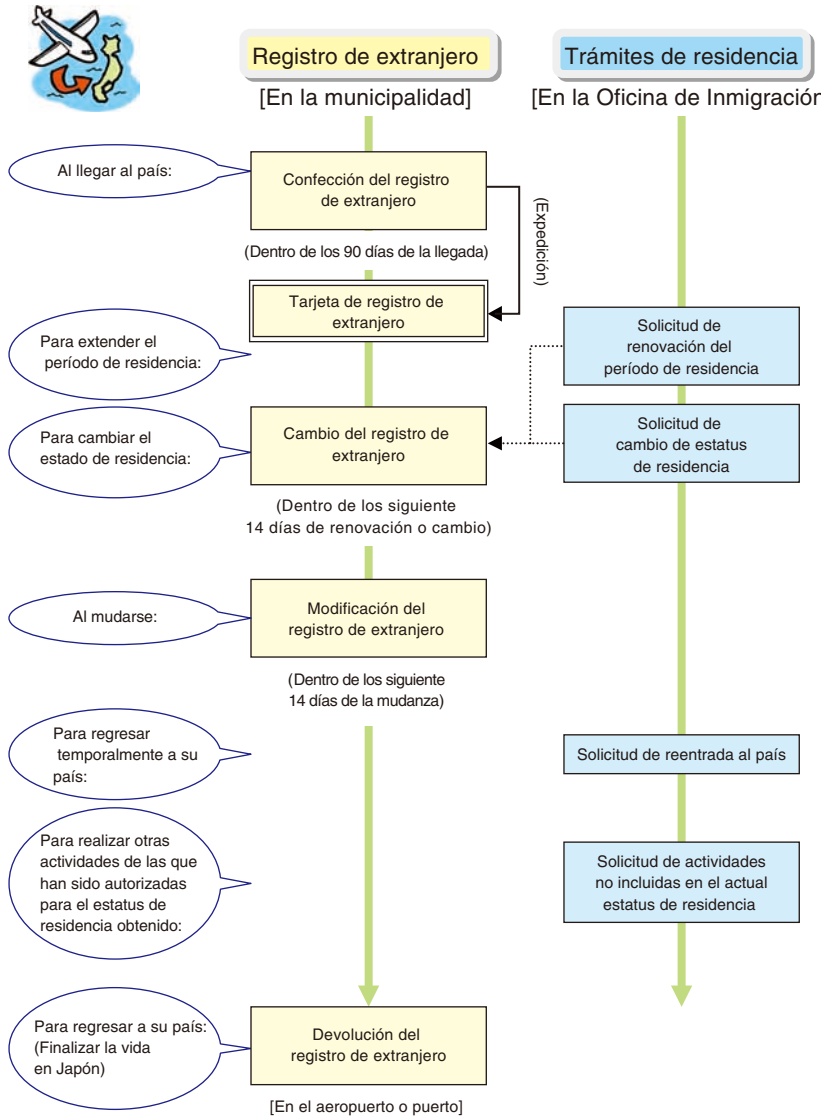 Registro de extranjero
[En la municipalidad]
Trámites de residencia
[En la Oficina de Inmigración
Al llegar al país:
Confección del registro
de extranjero
(Expedición)
(Dentro de los 90 días de la llegada)
Tarjeta de registro de
extranjero
Para extender el
período de residencia:
Solicitud de
renovación del
período de residencia
Para cambiar el
estado de residencia:
Cambio del registro de
extranjero
Solicitud de
cambio de estatus
de residencia
(Dentro de los siguiente
14 días de renovación o cambio)
Al mudarse:
Modificación del
registro de extranjero
(Dentro de los siguiente
14 días de la mudanza)
Para regresar
temporalmente a su
país:
Solicitud de reentrada al país
Para realizar otras
actividades de las que
han sido autorizadas
para el estatus de
residencia obtenido:
Solicitud de actividades
no incluidas en el actual
estatus de residencia
Para regresar a su país:
(Finalizar la vida
en Japón)
Devolución del
registro de extranjero
[En el aeropuerto o puerto]